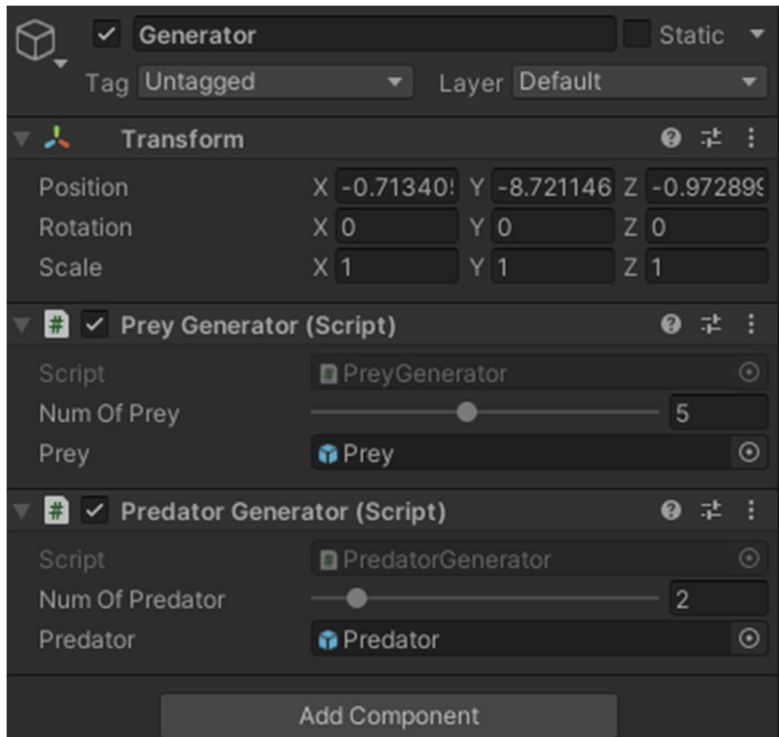 Generator Static
Tag Untagged Layer Default
Transform
Position X -0.71340 Y -8.721146 Z -0.972899
Rotation X 0 Y 0 Z 0
Scale X 1 Y 1 Z 1
# Prey Generator (Script)
Script # PreyGenerator
Num Of Prey 5
Prey Prey
# Predator Generator (Script)
Script # PredatorGenerator
Num Of Predator 2
Predator Predator
Add Component